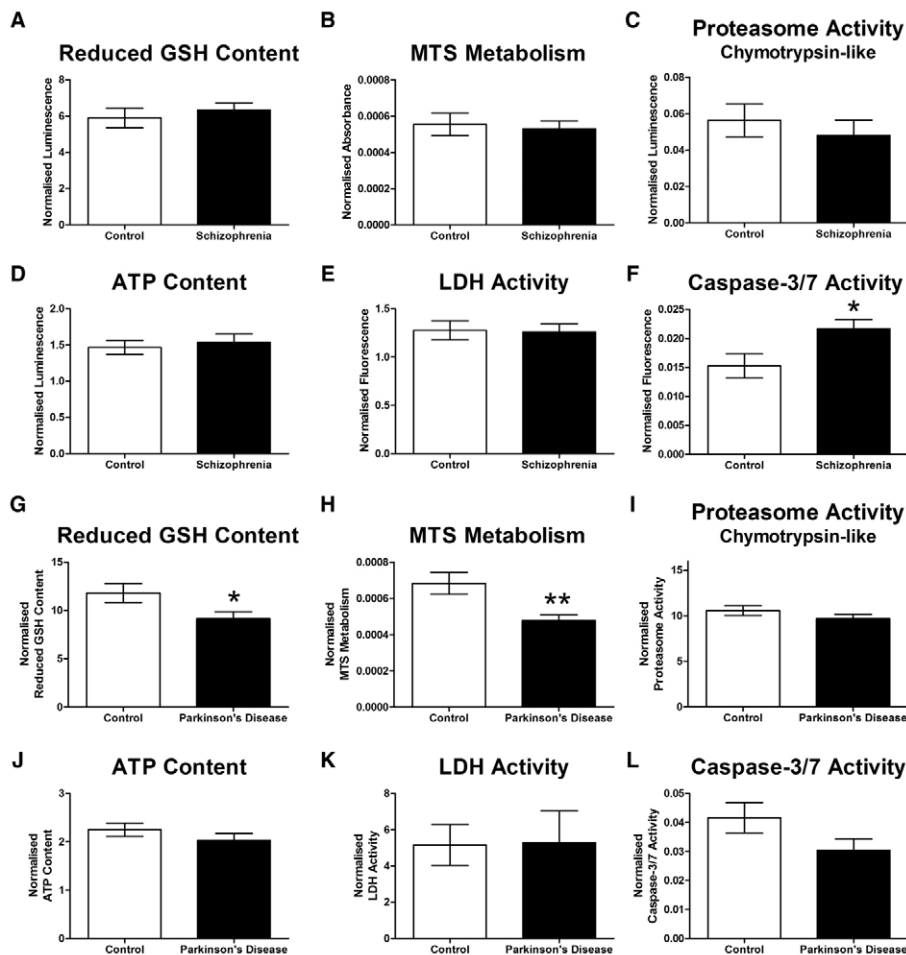 A
Reduced GSH Content
Normalised Luminescence
8
6
4
2
0
Control
Schizophrenia
B
MTS Metabolism
Normalised Absorbance
0.0008
0.0006
0.0004
0.0002
0.0000
Control
Schizophrenia
C
Proteasome Activity
Chymotrypsin-like
Normalised Luminescence
0.08
0.06
0.04
0.02
0.00
Control
Schizophrenia
D
ATP Content
Normalised Luminescence
2.0
1.5
1.0
0.5
0.0
Control
Schizophrenia
E
LDH Activity
Normalised Fluorescence
1.5
1.0
0.5
0.0
Control
Schizophrenia
F
Caspase-3/7 Activity
Normalised Fluorescence
0.025
0.020
0.015
0.010
0.005
0.000
*
Control
Schizophrenia
G
Reduced GSH Content
Normalised
Reduced GSH Content
15
10
5
0
*
Control
Parkinson's Disease
H
MTS Metabolism
Normalised
MTS Metabolism
0.0008
0.0006
0.0004
0.0002
0.0000
**
Control
Parkinson's Disease
I
Proteasome Activity
Chymotrypsin-like
Normalised
Proteasome Activity
15
10
5
0
Control
Parkinson's Disease
J
ATP Content
Normalised
ATP Content
3
2
1
0
Control
Parkinson's Disease
K
LDH Activity
Normalised
LDH Activity
8
6
4
2
0
Control
Parkinson's Disease
L
Caspase-3/7 Activity
Normalised
Caspase-3/7 Activity
0.05
0.04
0.03
0.02
0.01
0.00
Control
Parkinson's Disease